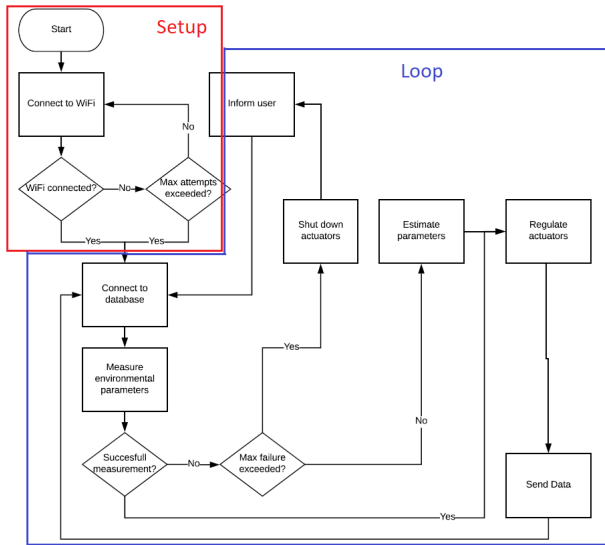 Start
Setup
Loop
Connect to WiFi
Inform user
No
WiFi connected?
No
Max attempts
exceeded?
Yes
Yes
Shut down
actuators
Estimate
parameters
Regulate
actuators
Connect to
database
Measure
environmental
parameters
Yes
No
Succesfull
measurement?
No
Max failure
exceeded?
Send Data
Yes